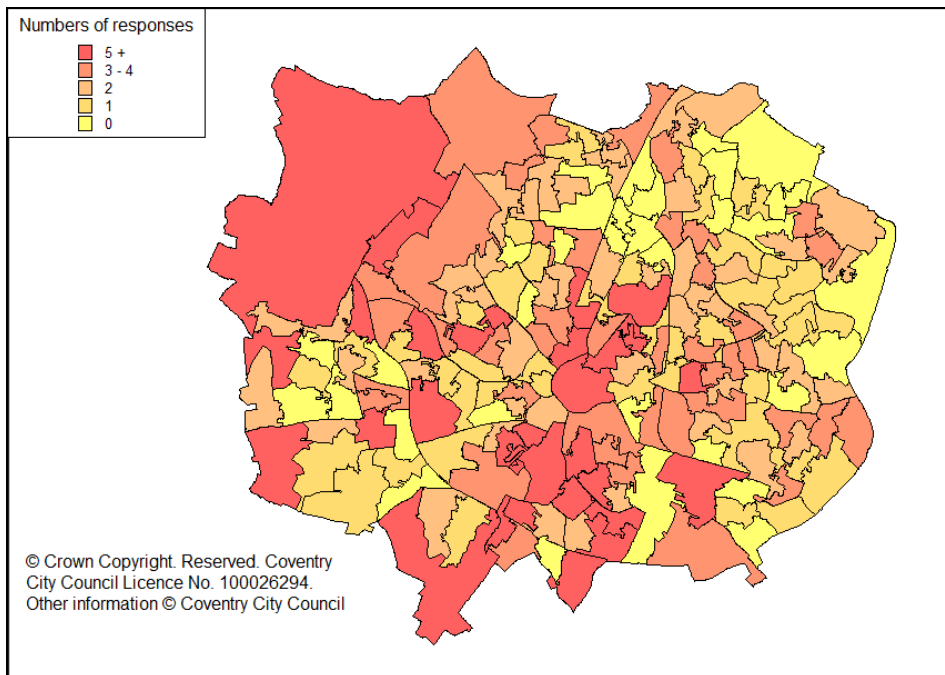 Numbers of responses
5 +
3 - 4
2
1
0
© Crown Copyright. Reserved. Coventry
City Council Licence No. 100026294.
Other information © Coventry City Council